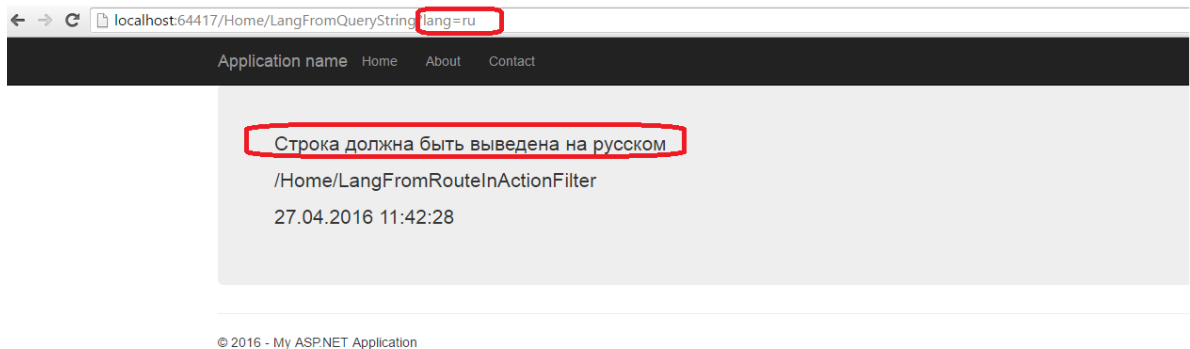 localhost:64417/Home/LangFromQueryString?lang=ru
Application name Home About Contact
Строка должна быть выведена на русском
/Home/LangFromRouteInActionFilter
27.04.2016 11:42:28
© 2016 - My ASP.NET Application